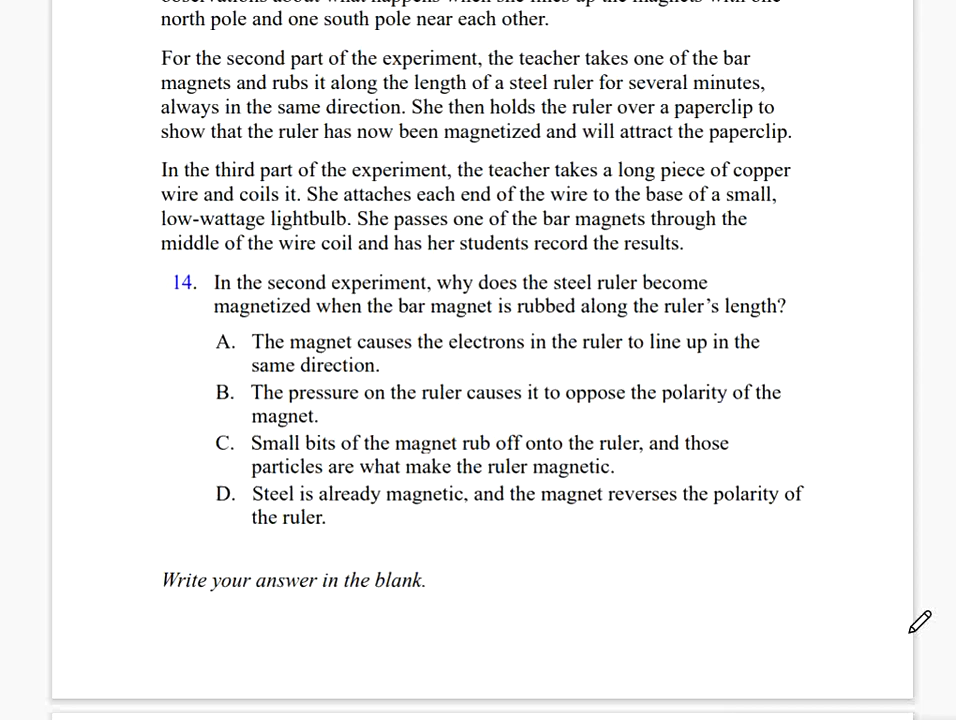 north pole and one south pole near each other.
For the second part of the experiment, the teacher takes one of the bar
magnets and rubs it along the length of a steel ruler for several minutes,
always in the same direction. She then holds the ruler over a paperclip to
show that the ruler has now been magnetized and will attract the paperclip.
In the third part of the experiment, the teacher takes a long piece of copper
wire and coils it. She attaches each end of the wire to the base of a small,
low-wattage lightbulb. She passes one of the bar magnets through the
middle of the wire coil and has her students record the results.
14. In the second experiment, why does the steel ruler become
magnetized when the bar magnet is rubbed along the ruler’s length?
A. The magnet causes the electrons in the ruler to line up in the
same direction.
B. The pressure on the ruler causes it to oppose the polarity of the
magnet.
C. Small bits of the magnet rub off onto the ruler, and those
particles are what make the ruler magnetic.
D. Steel is already magnetic, and the magnet reverses the polarity of
the ruler.
Write your answer in the blank.